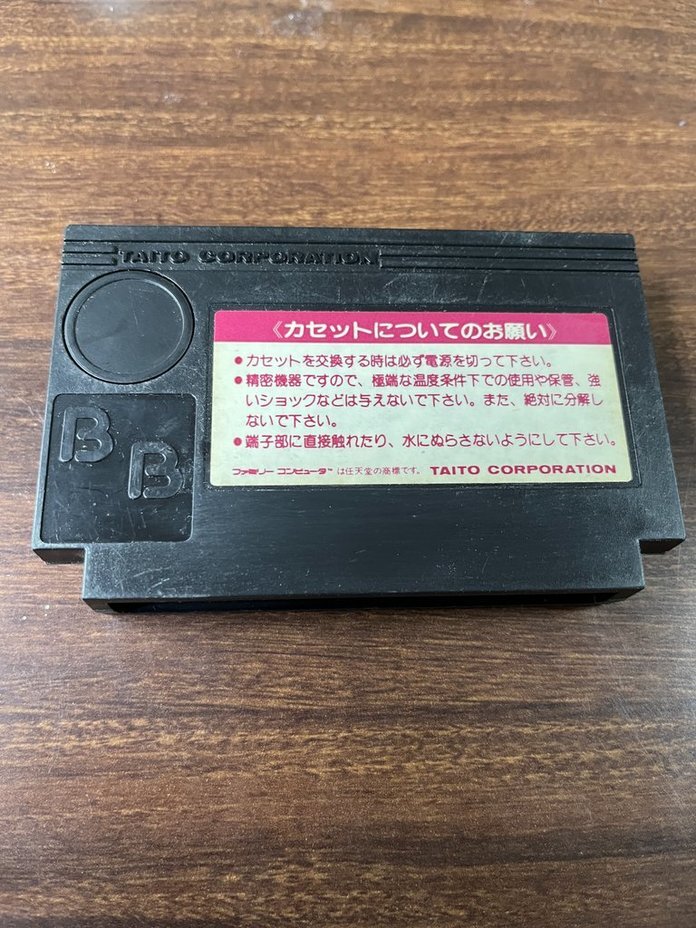 TAITO CORPORATION
《カセットについてのお願い》
●カセットを交換する時は必ず電源を切って下さい。
●精密機器ですので、極端な温度条件下での使用や保管、強
いショックなどは与えないで下さい。また、絶対に分解し
ないで下さい。
●端子部に直接触れたり、水にぬらさないようにして下さい。
ファミリー コンピュータ™ は任天堂の商標です。 TAITO CORPORATION
B
B